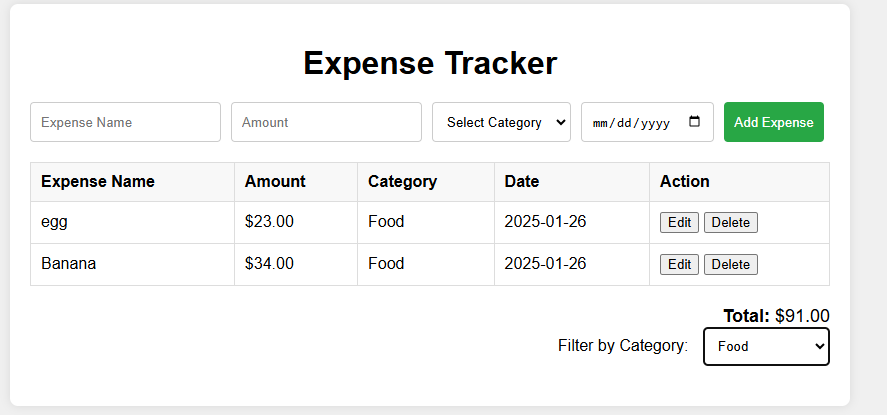 Expense Tracker
Expense Name Amount Select Category mm/dd/yyyy Add Expense
Expense Name Amount Category Date Action
egg $23.00 Food 2025-01-26 Edit Delete
Banana $34.00 Food 2025-01-26 Edit Delete
Total: $91.00
Filter by Category: Food